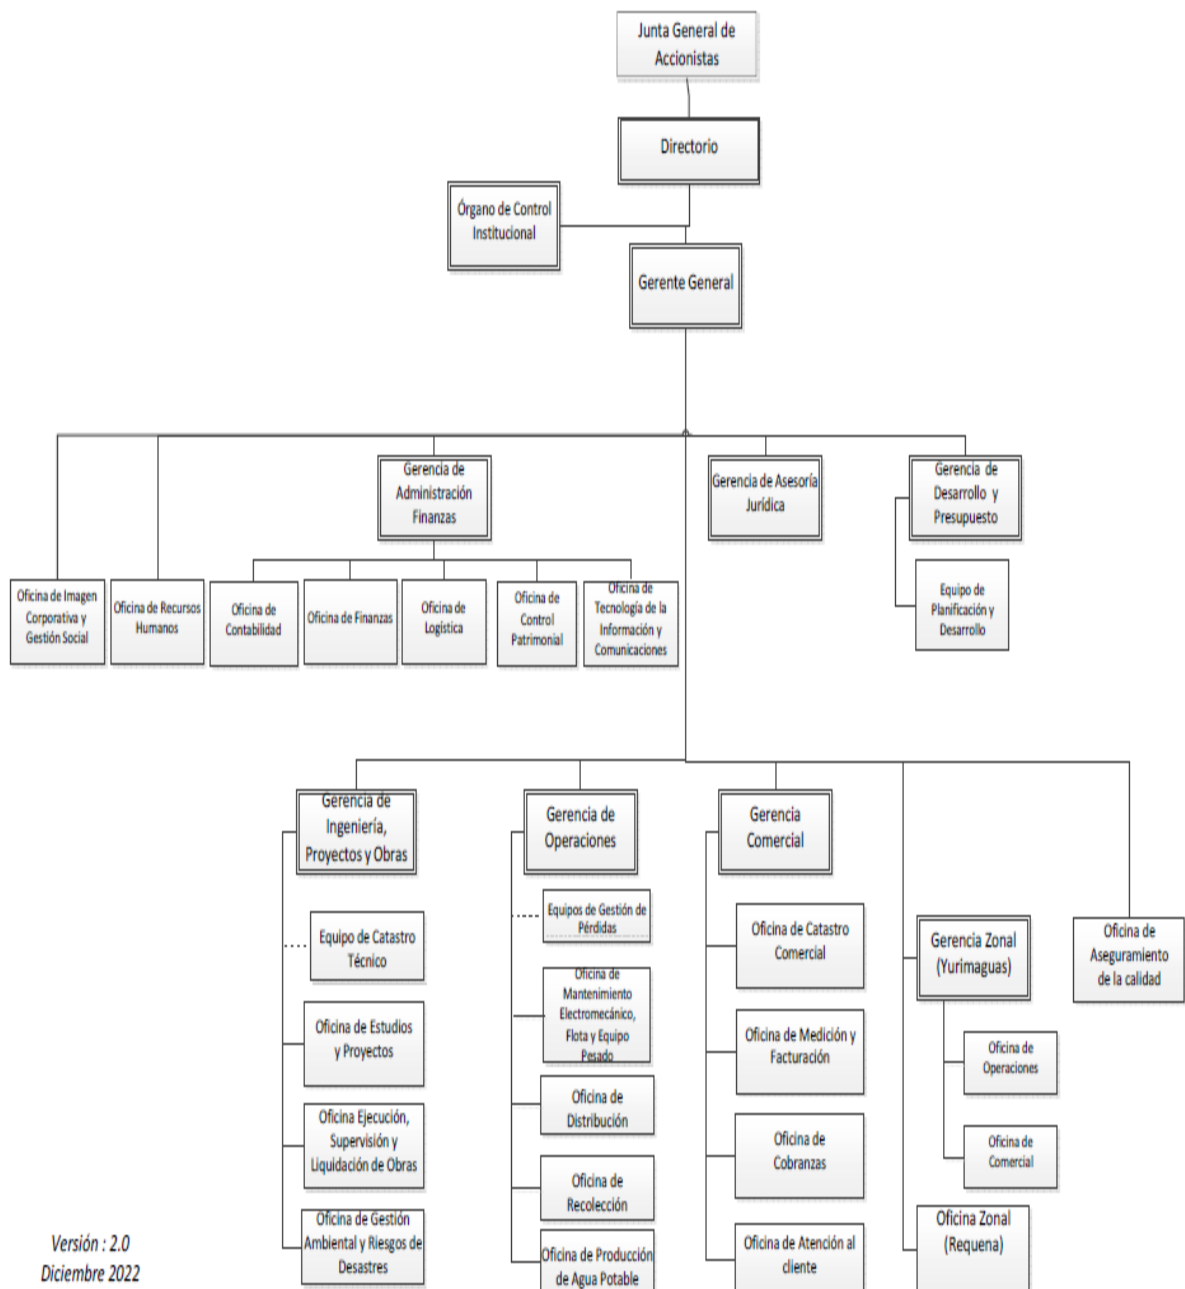 Junta General de
Accionistas
Directorio
Órgano de Control
Institucional
Gerente General
Gerencia de
Administración
Finanzas
Gerencia de Asesoría
Jurídica
Gerencia de
Desarrollo y
Presupuesto
Oficina de Imagen
Corporativa y
Gestión Social
Oficina de Recursos
Humanos
Oficina de
Contabilidad
Oficina de Finanzas
Oficina de
Logística
Oficina de
Control
Patrimonial
Oficina de
Tecnología de la
Información y
Comunicaciones
Equipo de
Planificación y
Desarrollo
Gerencia de
Ingeniería,
Proyectos y Obras
Equipo de Catastro
Técnico
Oficina de Estudios
y Proyectos
Oficina Ejecución,
Supervisión y
Liquidación de Obras
Oficina de Gestión
Ambiental y Riesgos de
Desastres
Gerencia de
Operaciones
Equipos de Gestión de
Pérdidas
Oficina de
Mantenimiento
Electromecánico,
Flota y Equipo
Pesado
Oficina de
Distribución
Oficina de
Recolección
Oficina de Producción
de Agua Potable
Gerencia
Comercial
Oficina de Catastro
Comercial
Oficina de Medición y
Facturación
Oficina de
Cobranzas
Oficina de Atención al
cliente
Gerencia Zonal
(Yurimaguas)
Oficina de
Operaciones
Oficina de
Comercial
Oficina Zonal
(Requena)
Oficina de
Aseguramiento
de la calidad
Versión : 2.0
Diciembre 2022